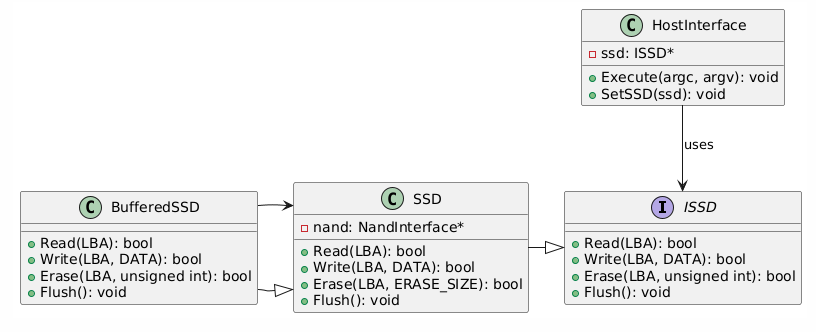 C HostInterface
ssd: ISSD*
Execute(argc, argv): void
SetSSD(ssd): void
uses
C BufferedSSD
Read(LBA): bool
Write(LBA, DATA): bool
Erase(LBA, unsigned int): bool
Flush(): void
C SSD
nand: NandInterface*
Read(LBA): bool
Write(LBA, DATA): bool
Erase(LBA, ERASE_SIZE): bool
Flush(): void
I ISSD
Read(LBA): bool
Write(LBA, DATA): bool
Erase(LBA, unsigned int): bool
Flush(): void